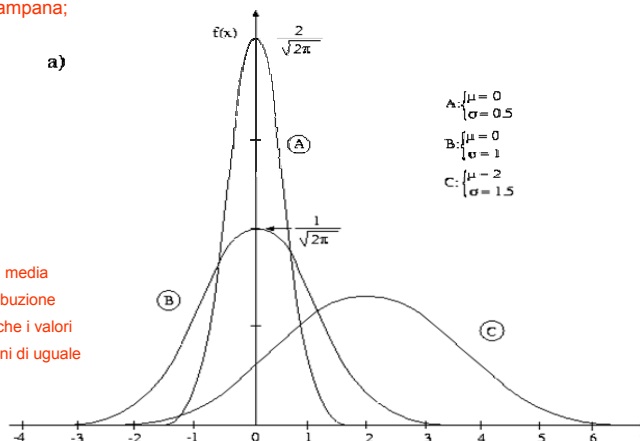 ampana;
f(x)
2
√2π
a)
A
A: μ = 0
σ = 0.5
B: μ = 0
σ = 1
C: μ − 2
σ = 1.5
1
√2π
media
B
buzione
che i valori
C
ni di uguale
-4 -3 -2 -1 0 1 2 3 4 5 6